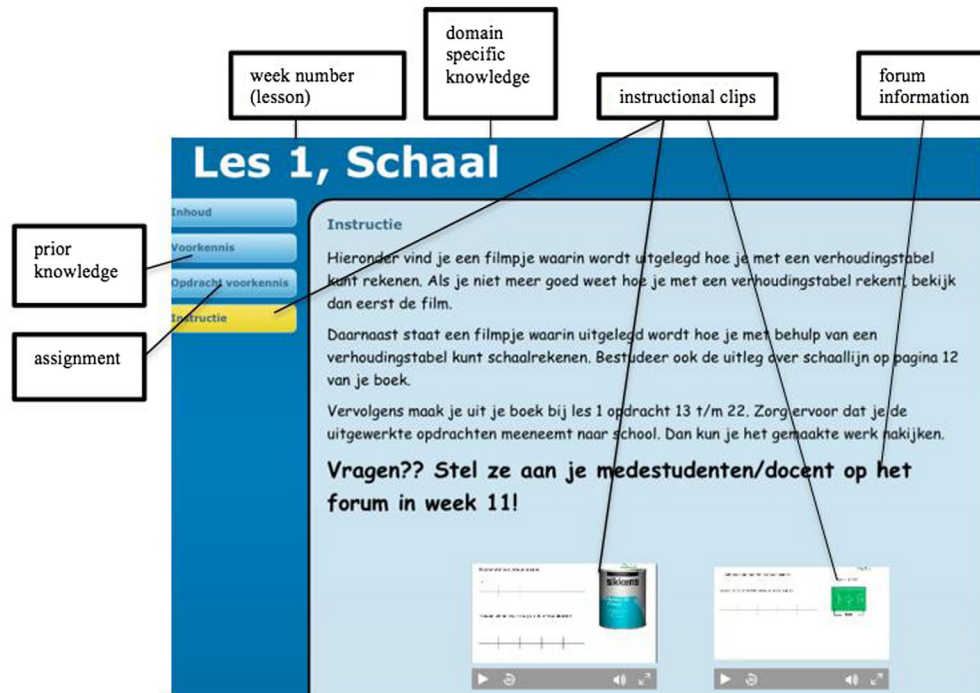 domain
specific
knowledge
week number
(lesson)
instructional clips
forum
information
Les 1, Schaal
Inhoud
Voorkennis
Opdracht voorkennis
Instructie
prior
knowledge
assignment
Instructie
Hieronder vind je een filmpje waarin wordt uitgelegd hoe je met een verhoudingstabel
kunt rekenen. Als je niet meer goed weet hoe je met een verhoudingstabel rekent, bekijk
dan eerst de film.
Daarnaast staat een filmpje waarin uitgelegd wordt hoe je met behulp van een
verhoudingstabel kunt schaalrekenen. Bestudeer ook de uitleg over schaallijn op pagina 12
van je boek.
Vervolgens maak je uit je boek bij les 1 opdracht 13 t/m 22. Zorg ervoor dat je de
uitgewerkte opdrachten meeneemt naar school. Dan kun je het gemaakte werk nakijken.
Vragen?? Stel ze aan je medestudenten/docent op het
forum in week 11!
sikkens